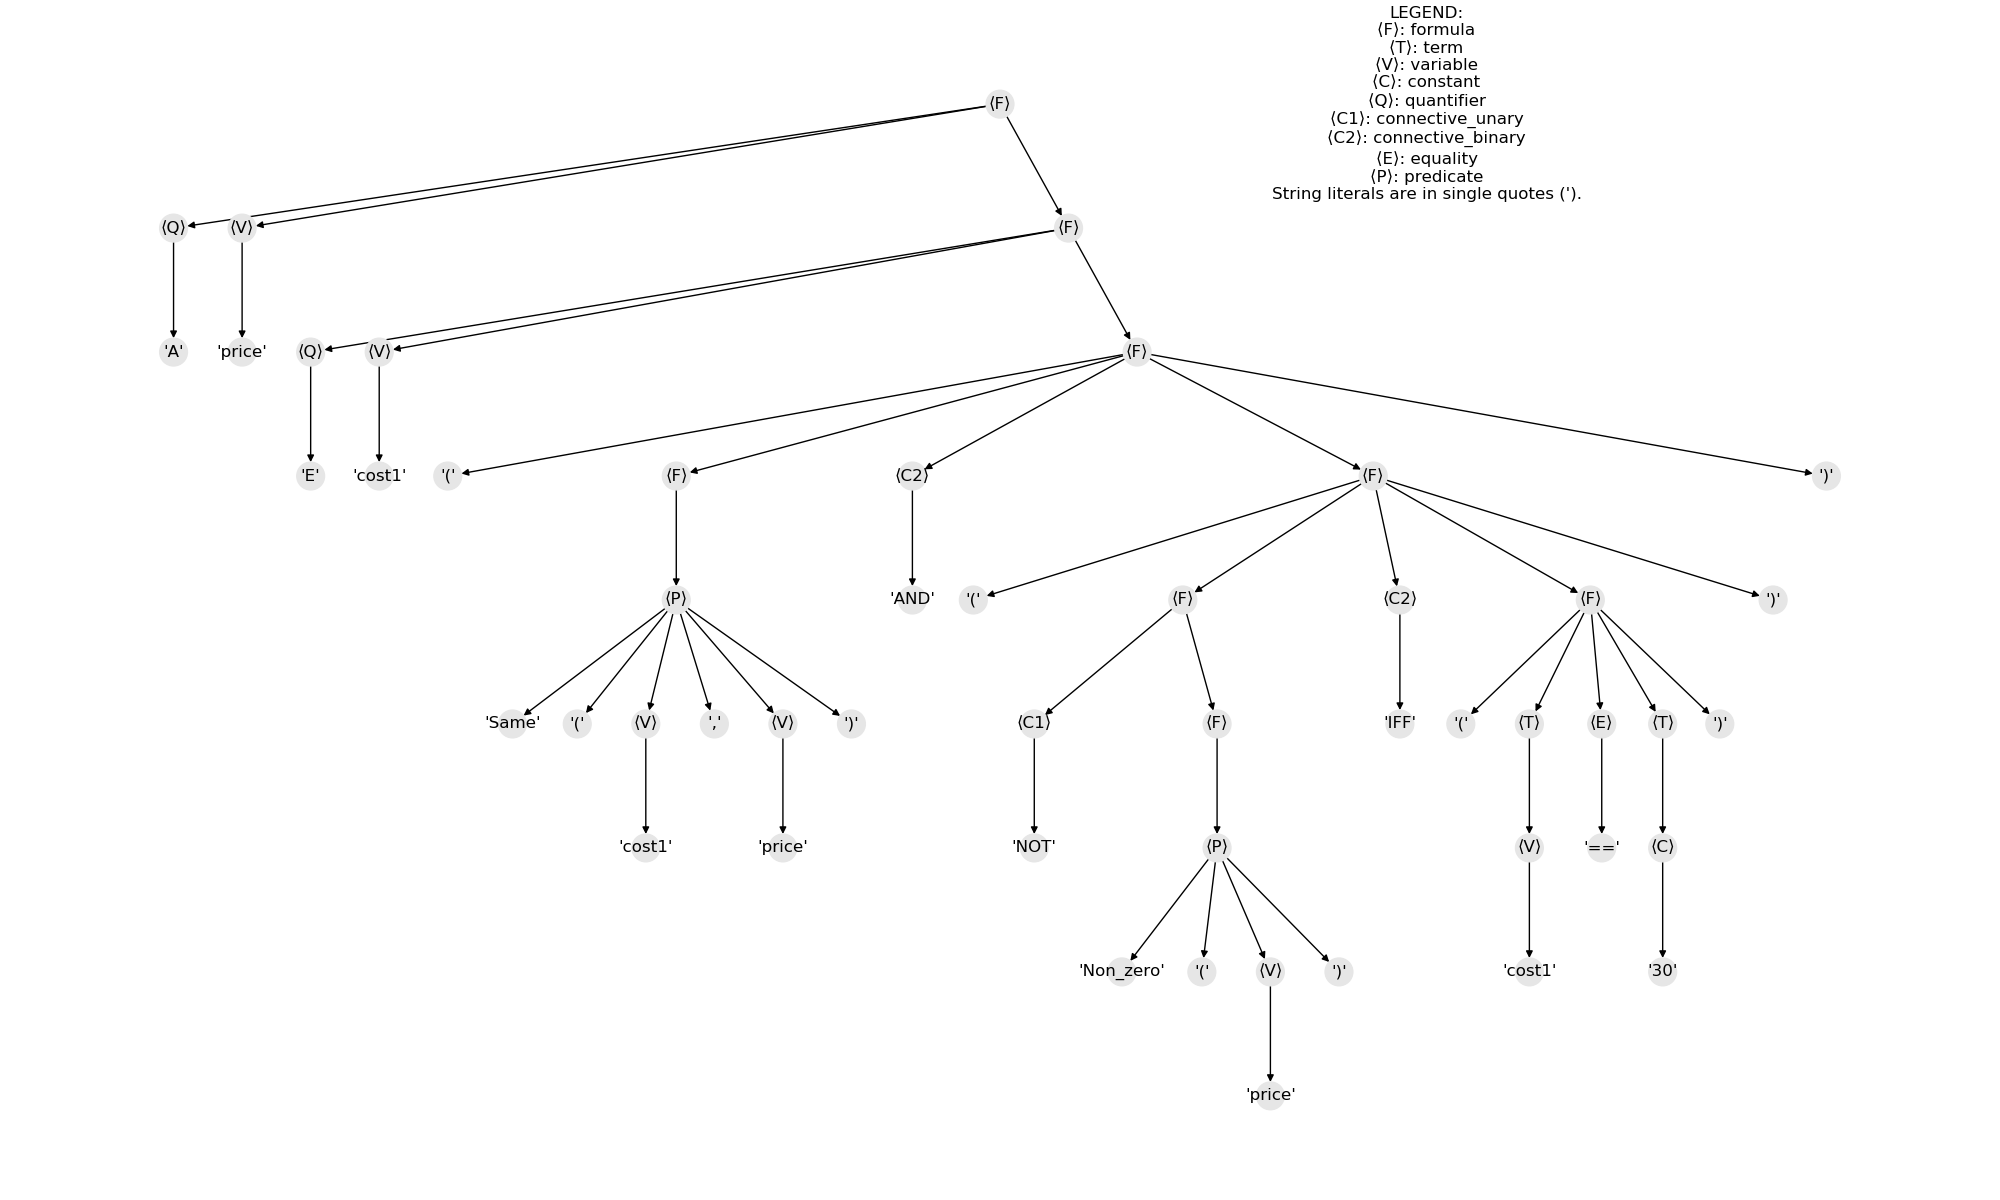 LEGEND:
⟨F⟩: formula
⟨T⟩: term
⟨V⟩: variable
⟨C⟩: constant
⟨Q⟩: quantifier
⟨C1⟩: connective_unary
⟨C2⟩: connective_binary
⟨E⟩: equality
⟨P⟩: predicate
String literals are in single quotes (').
⟨F⟩
⟨Q⟩ ⟨V⟩ ⟨F⟩
'A' 'price' ⟨Q⟩ ⟨V⟩ ⟨F⟩
'E' 'cost1' '(' ⟨F⟩ ⟨C2⟩ ⟨F⟩ ')'
⟨P⟩ 'AND' '(' ⟨F⟩ ⟨C2⟩ ⟨F⟩ ')'
'Same' '(' ⟨V⟩ ',' ⟨V⟩ ')' ⟨C1⟩ ⟨F⟩ 'IFF' '(' ⟨T⟩ ⟨E⟩ ⟨T⟩ ')'
'cost1' 'price' 'NOT' ⟨P⟩ ⟨V⟩ '==' ⟨C⟩
'Non_zero' '(' ⟨V⟩ ')' 'cost1' '30'
'price'